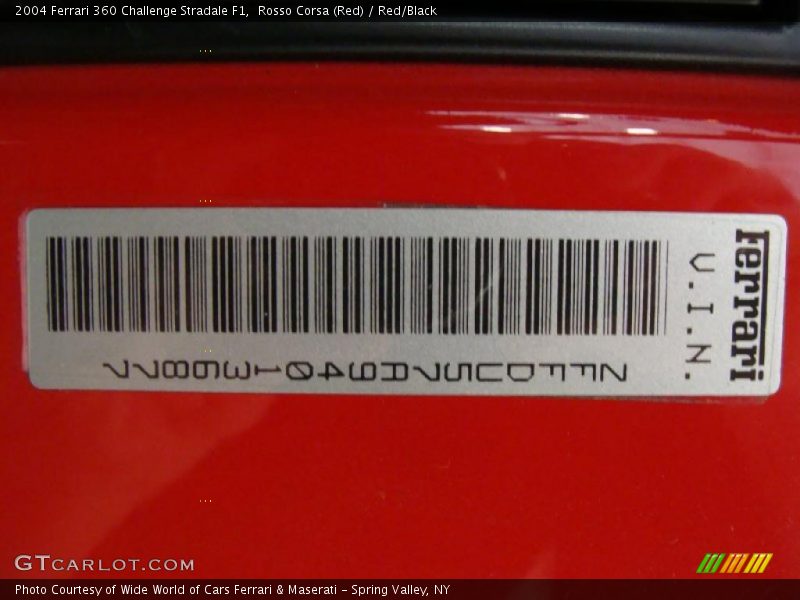 2004 Ferrari 360 Challenge Stradale F1, Rosso Corsa (Red) / Red/Black
Ferrari
V.I.N.
ZFFDU57A940136877
GTCARLOT.COM
Photo Courtesy of Wide World of Cars Ferrari & Maserati - Spring Valley, NY